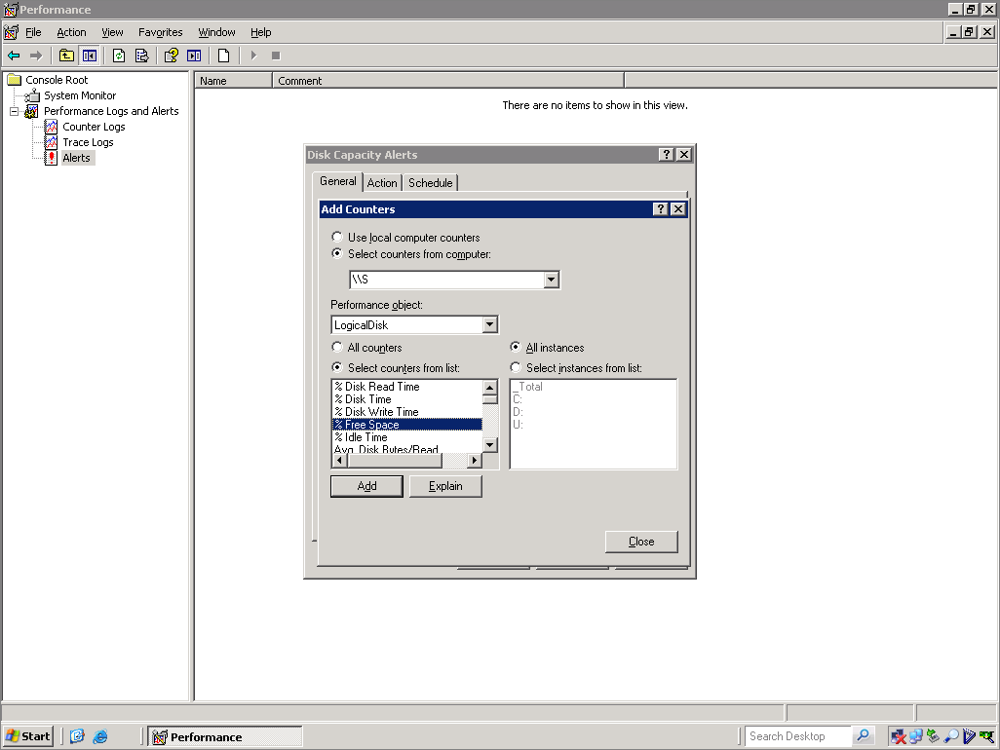 Performance
File Action View Favorites Window Help
Console Root
System Monitor
Performance Logs and Alerts
Counter Logs
Trace Logs
Alerts
Name Comment
There are no items to show in this view.
Disk Capacity Alerts
General Action Schedule
Add Counters
Use local computer counters
Select counters from computer:
\\S
Performance object:
LogicalDisk
All counters
Select counters from list:
% Disk Read Time
% Disk Time
% Disk Write Time
% Free Space
% Idle Time
Avg. Disk Bytes/Read
All instances
Select instances from list:
_Total
C:
D:
U:
Add Explain
Close
Start Performance Search Desktop